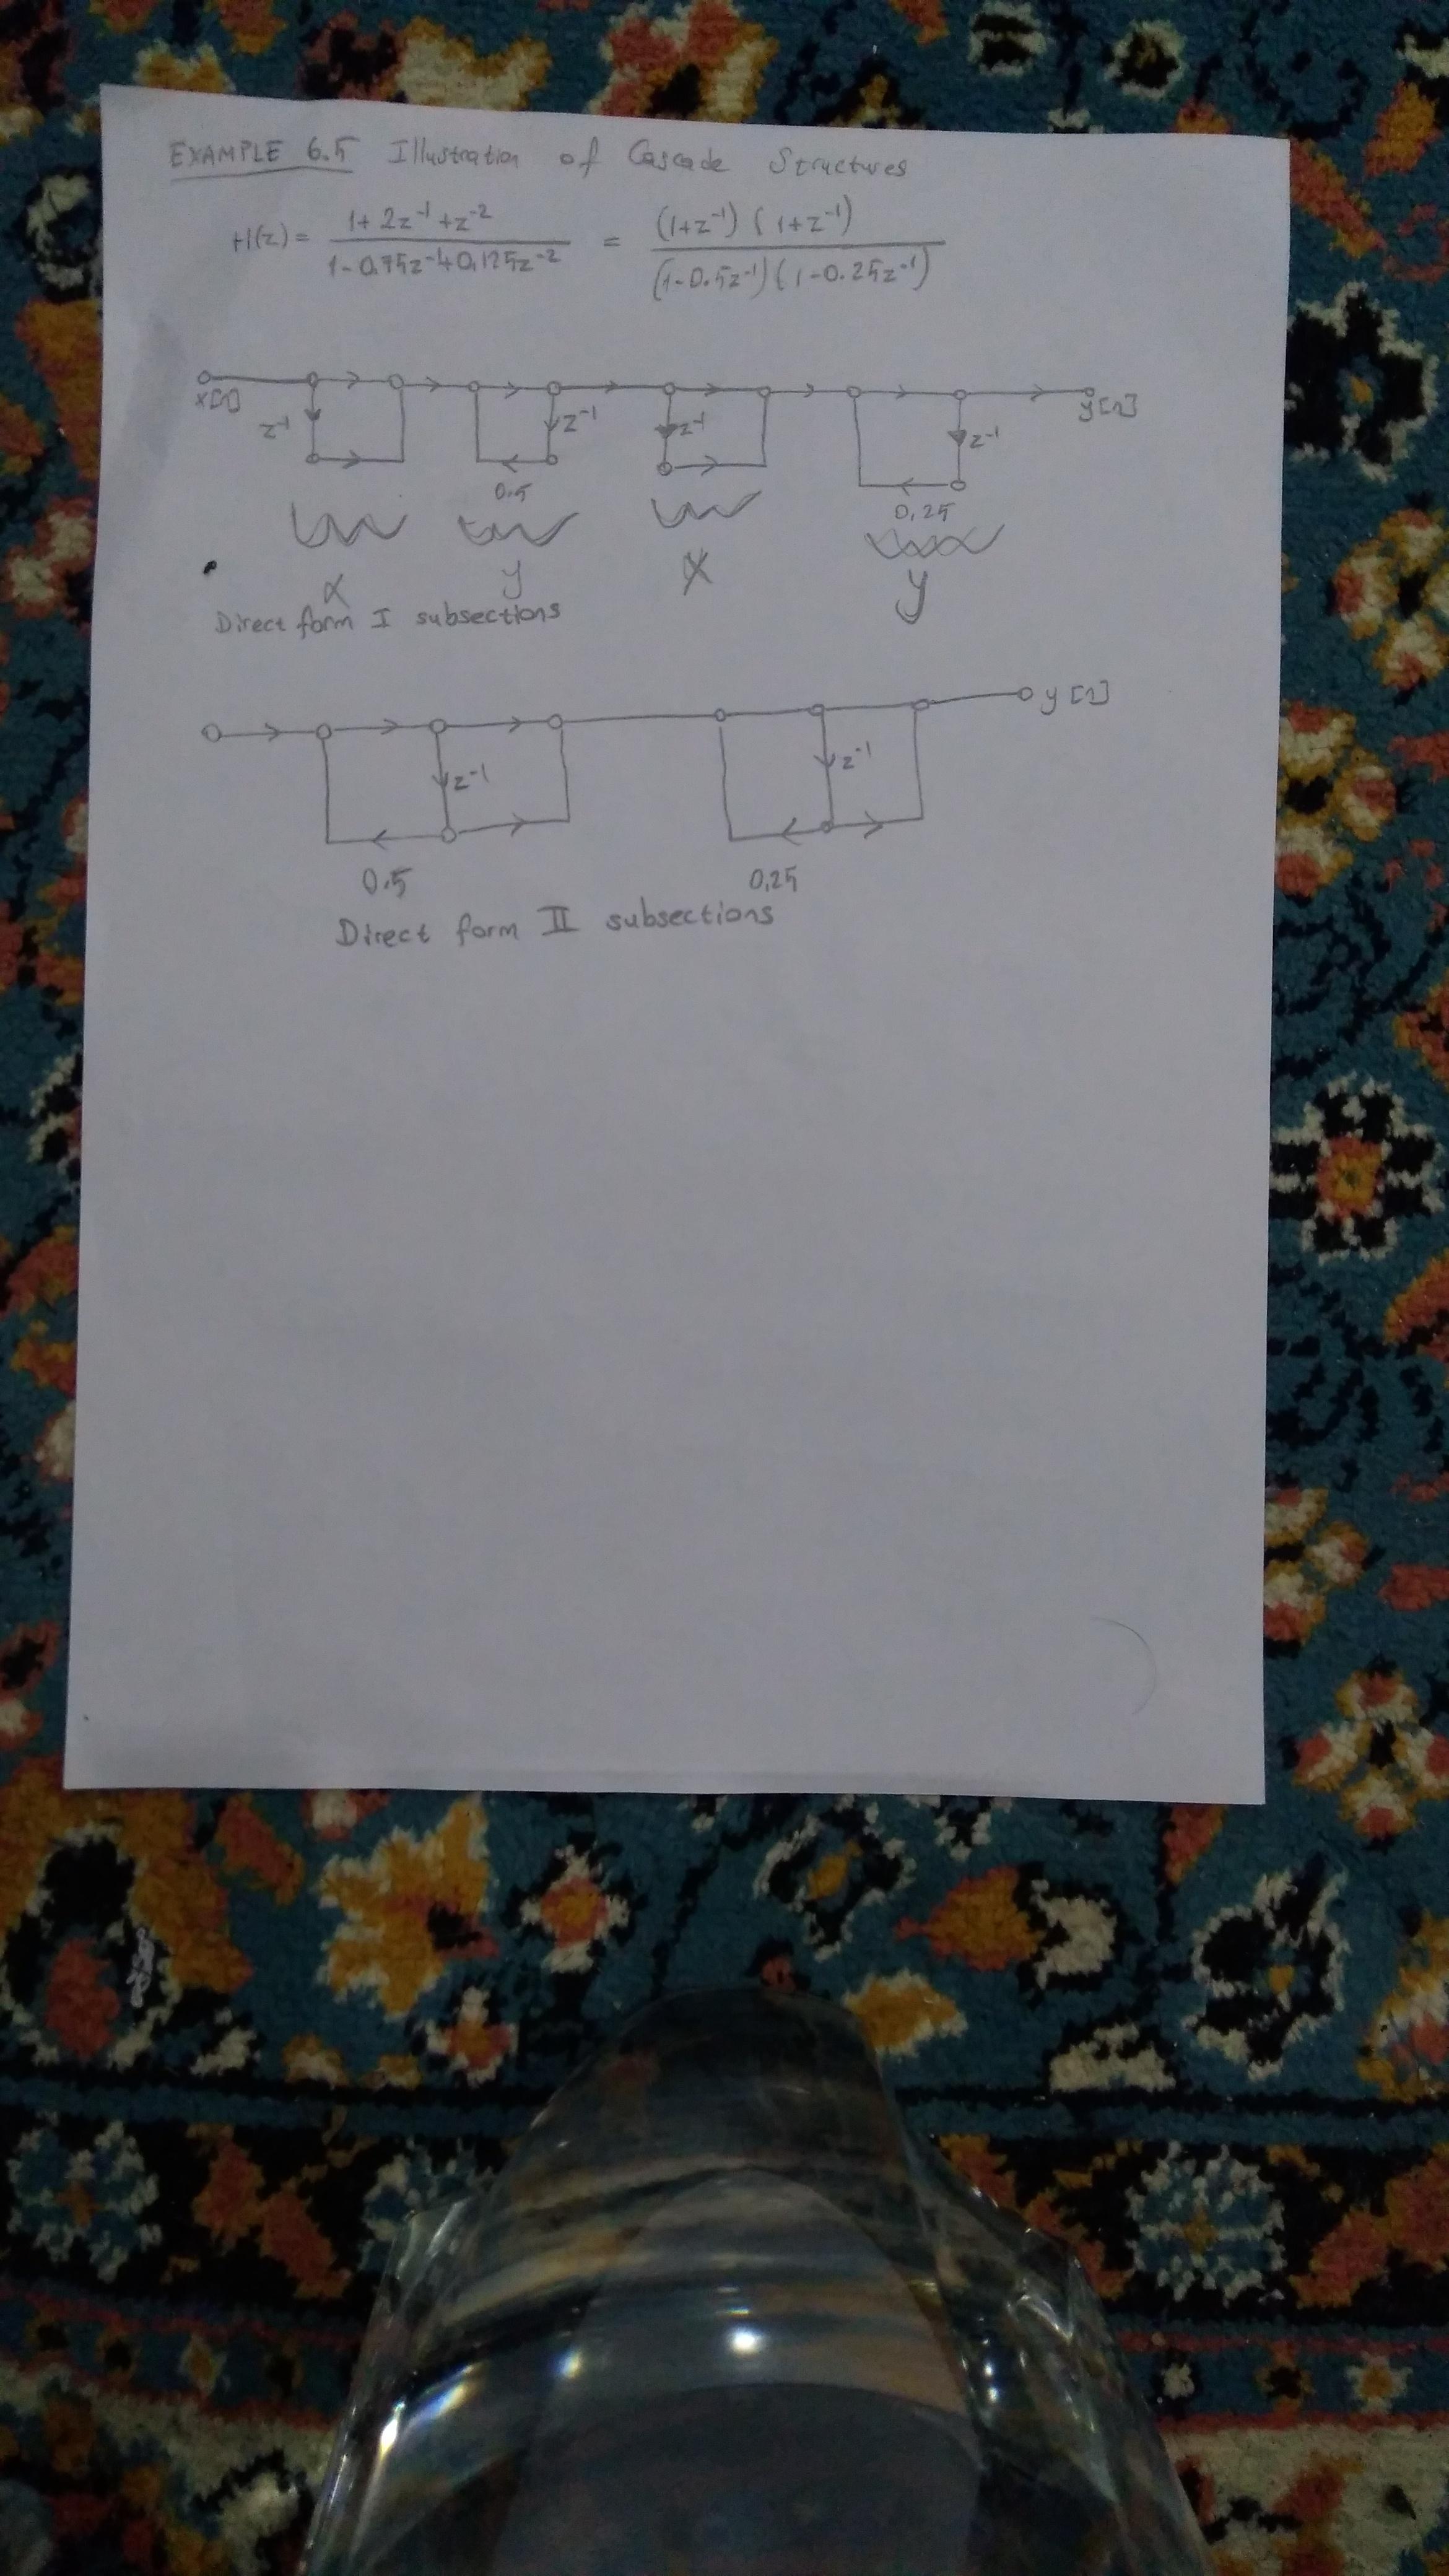 EXAMPLE 6.5 Illustration of Cascade Structures
H(z) = 1+2z⁻¹+z⁻² / 1-0.75z⁻¹+0,125z⁻² = (1+z⁻¹)(1+z⁻¹) / (1-0.5z⁻¹)(1-0.25z⁻¹)
x[n] y[n]
z⁻¹ z⁻¹ z⁻¹ z⁻¹
0.5 0,25
x y x y
Direct form I subsections
y[n]
z⁻¹ z⁻¹
0.5 0,25
Direct form II subsections